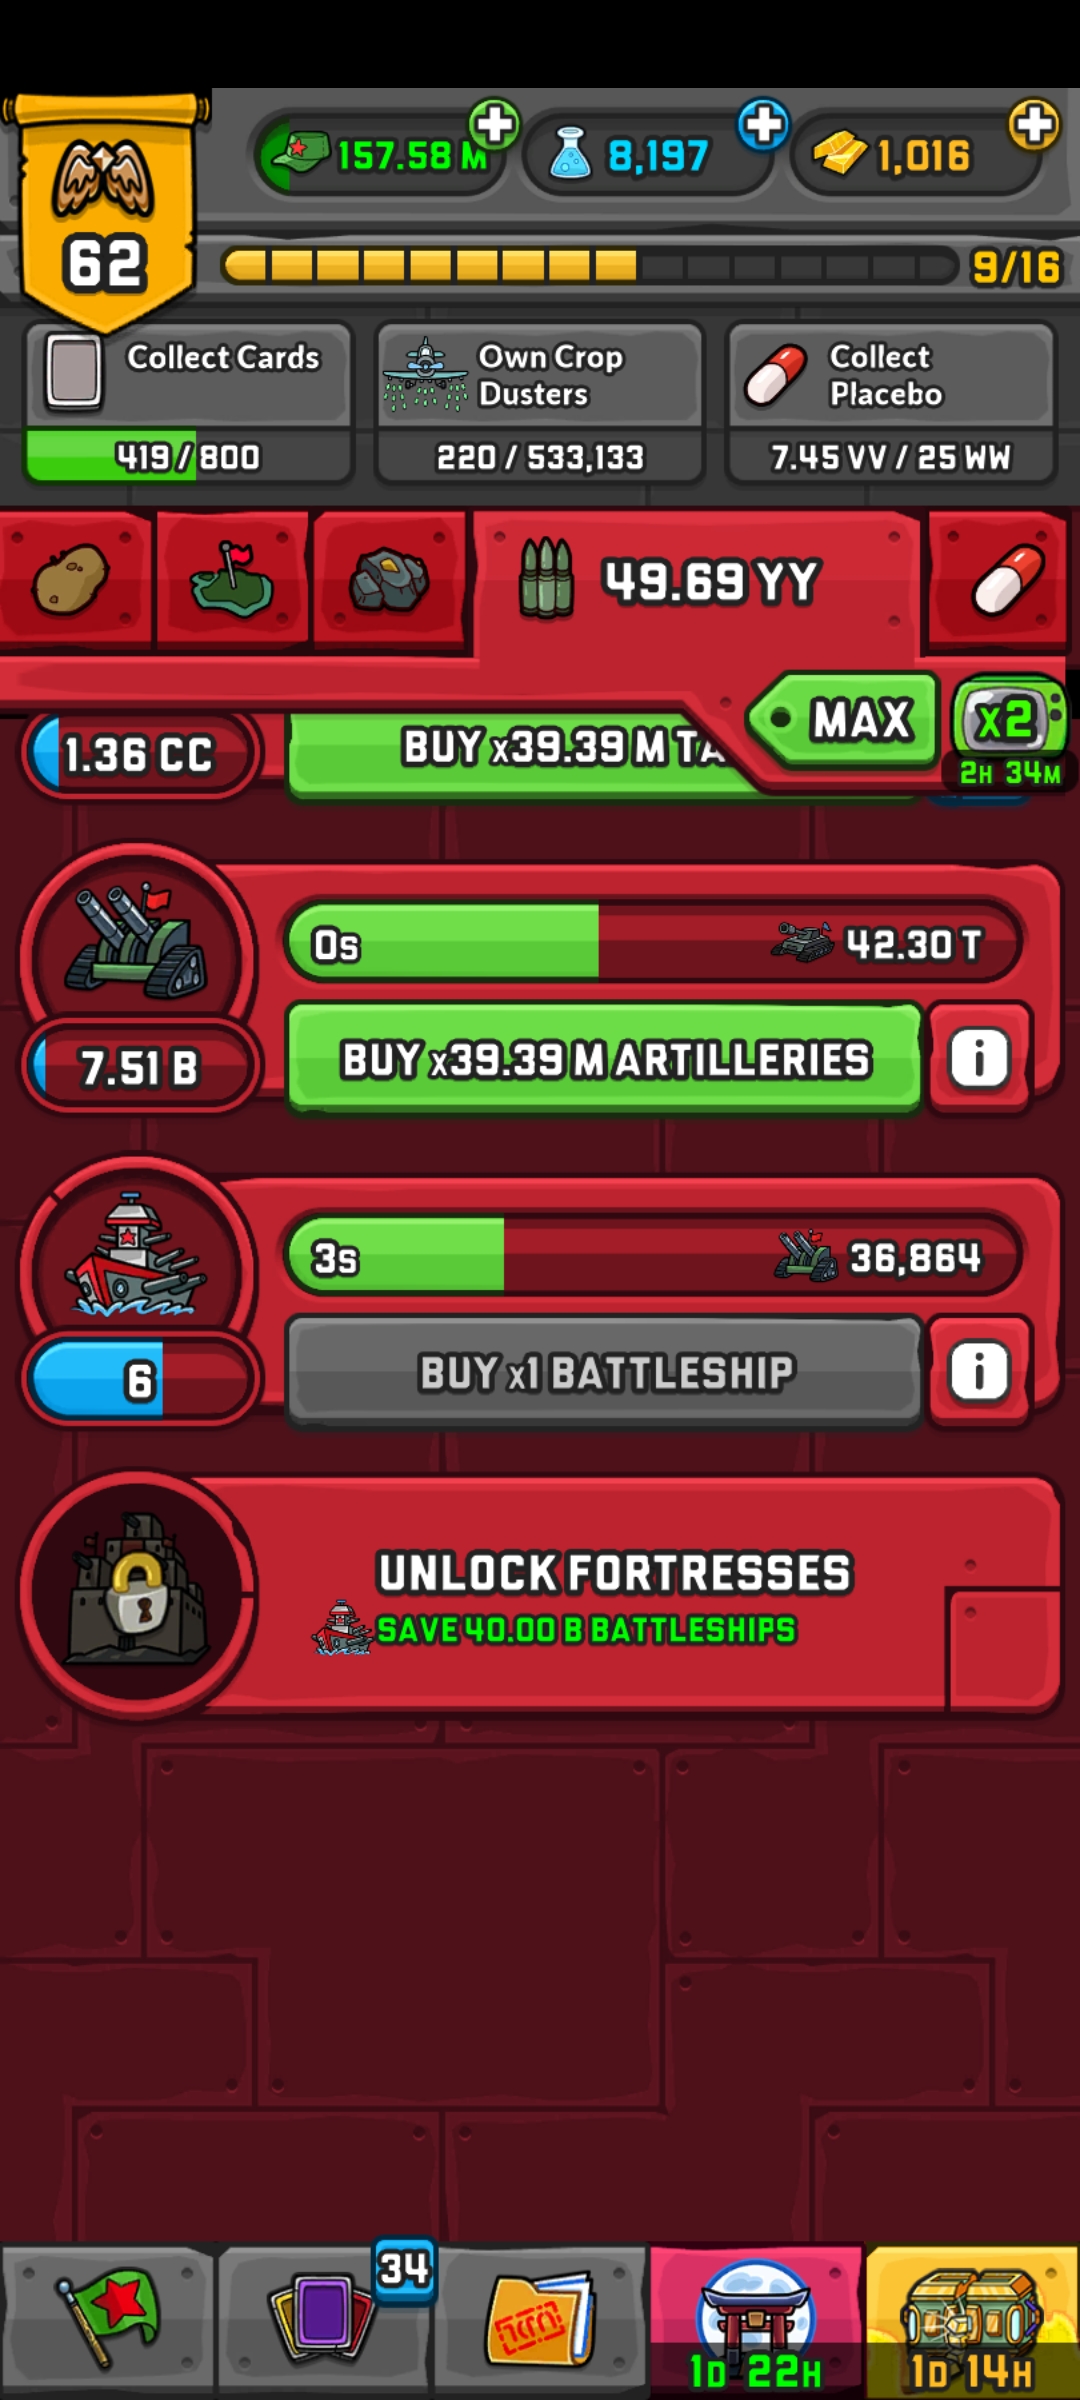 157.58 M
8,197
1,016
62
9/16
Collect Cards
419 / 800
Own Crop
Dusters
220 / 533,133
Collect
Placebo
7.45 VV / 25 WW
49.69 YY
MAX
x2
2H 34M
1.36 CC
BUY x39.39 M TA
0s
42.30 T
7.51 B
BUY x39.39 M ARTILLERIES
i
3s
36,864
6
BUY x1 BATTLESHIP
i
UNLOCK FORTRESSES
SAVE 40.00 B BATTLESHIPS
34
1D 22H
1D 14H